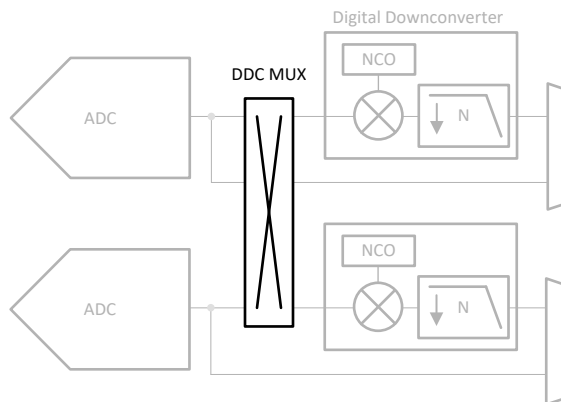 Digital Downconverter
NCO
DDC MUX
ADC
N
NCO
ADC
N